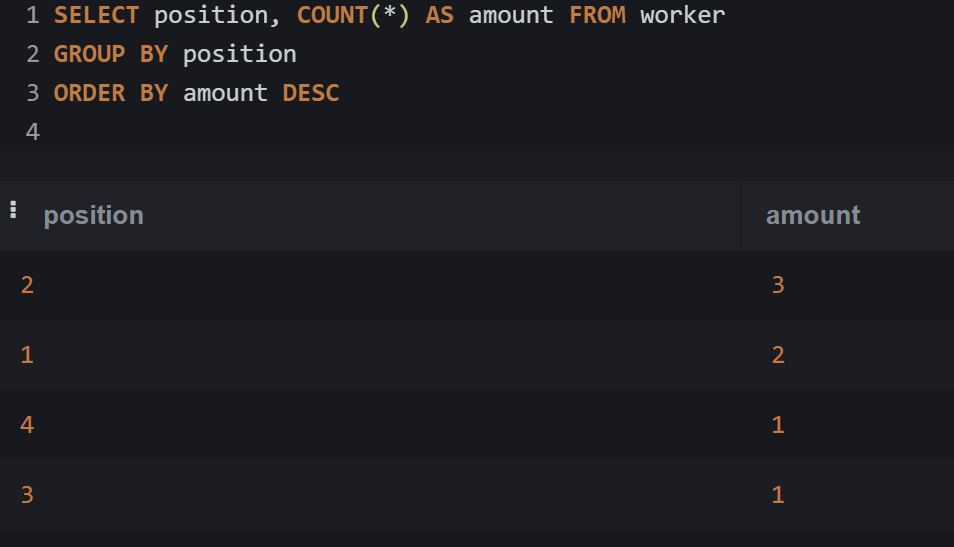 1 SELECT position, COUNT(*) AS amount FROM worker
2 GROUP BY position
3 ORDER BY amount DESC
4
position amount
2 3
1 2
4 1
3 1